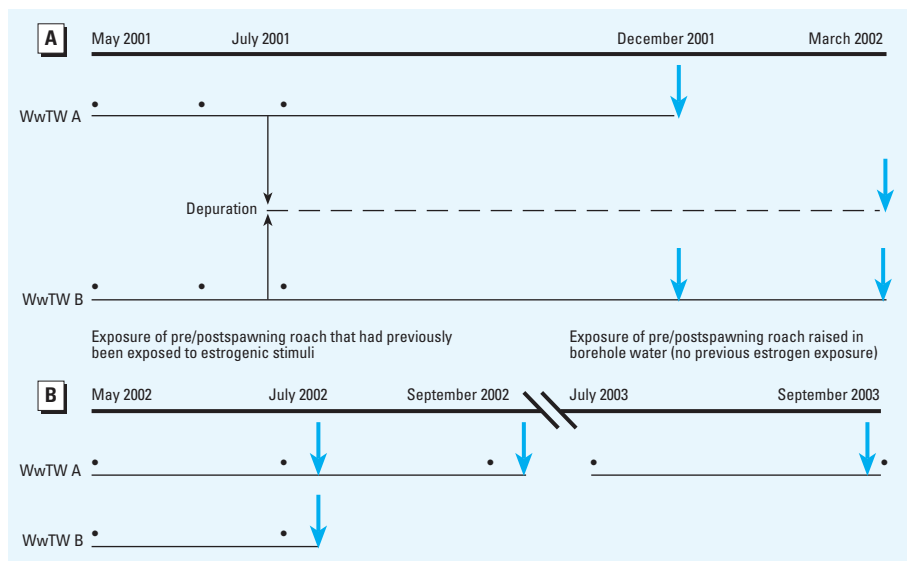 A
May 2001 July 2001 December 2001 March 2002
WwTW A
Depuration
WwTW B
Exposure of pre/postspawning roach that had previously
been exposed to estrogenic stimuli
Exposure of pre/postspawning roach raised in
borehole water (no previous estrogen exposure)
B
May 2002 July 2002 September 2002 July 2003 September 2003
WwTW A
WwTW B